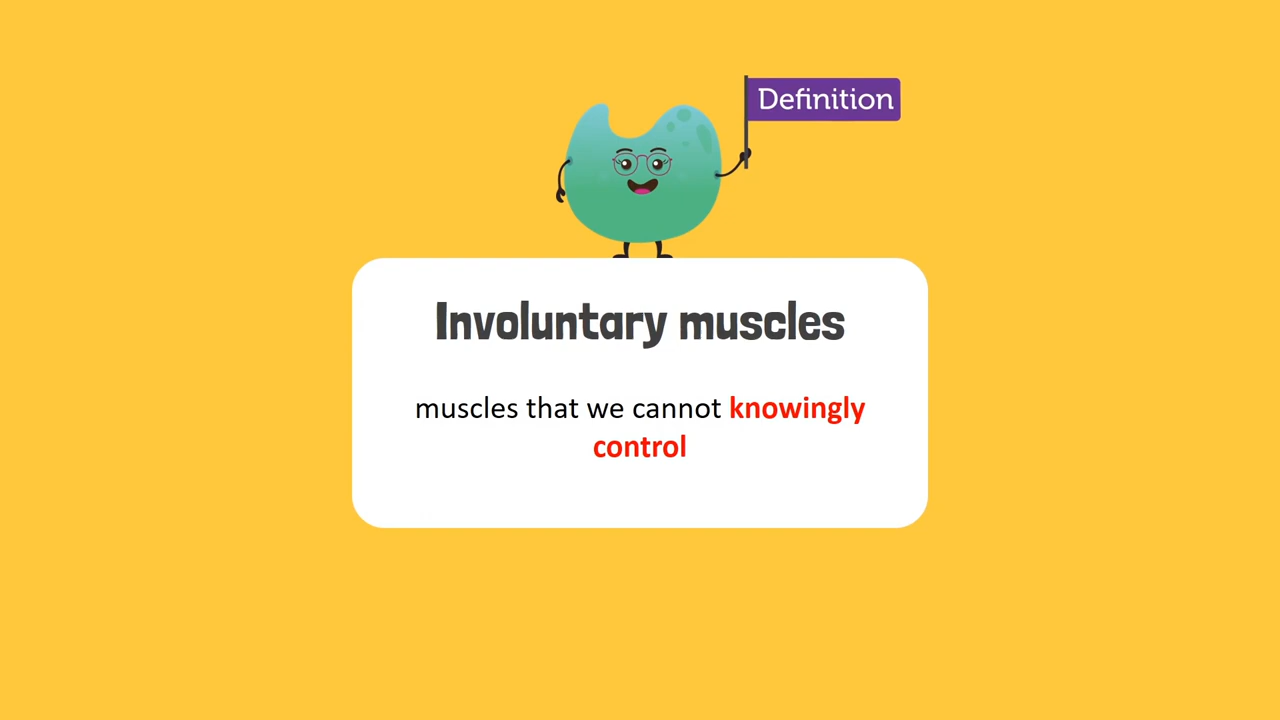 Definition
Involuntary muscles
muscles that we cannot knowingly
control